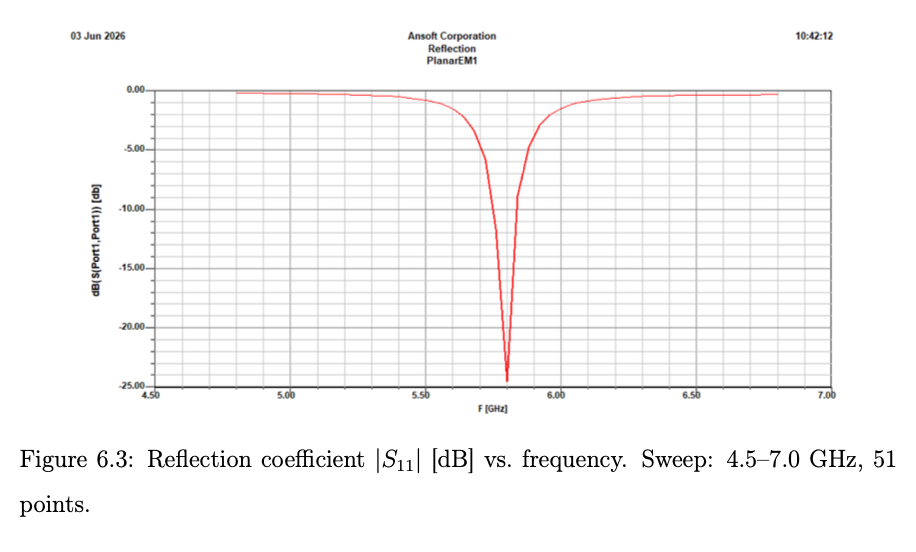 03 Jun 2026
Ansoft Corporation
10:42:12
Reflection
PlanarEM1
0.00
-5.00
-10.00
-15.00
-20.00
-25.00
dB(S(Port1,Port1)) [db]
4.50
5.00
5.50
6.00
6.50
7.00
F [GHz]
Figure 6.3: Reflection coefficient |S₁₁| [dB] vs. frequency. Sweep: 4.5–7.0 GHz, 51
points.